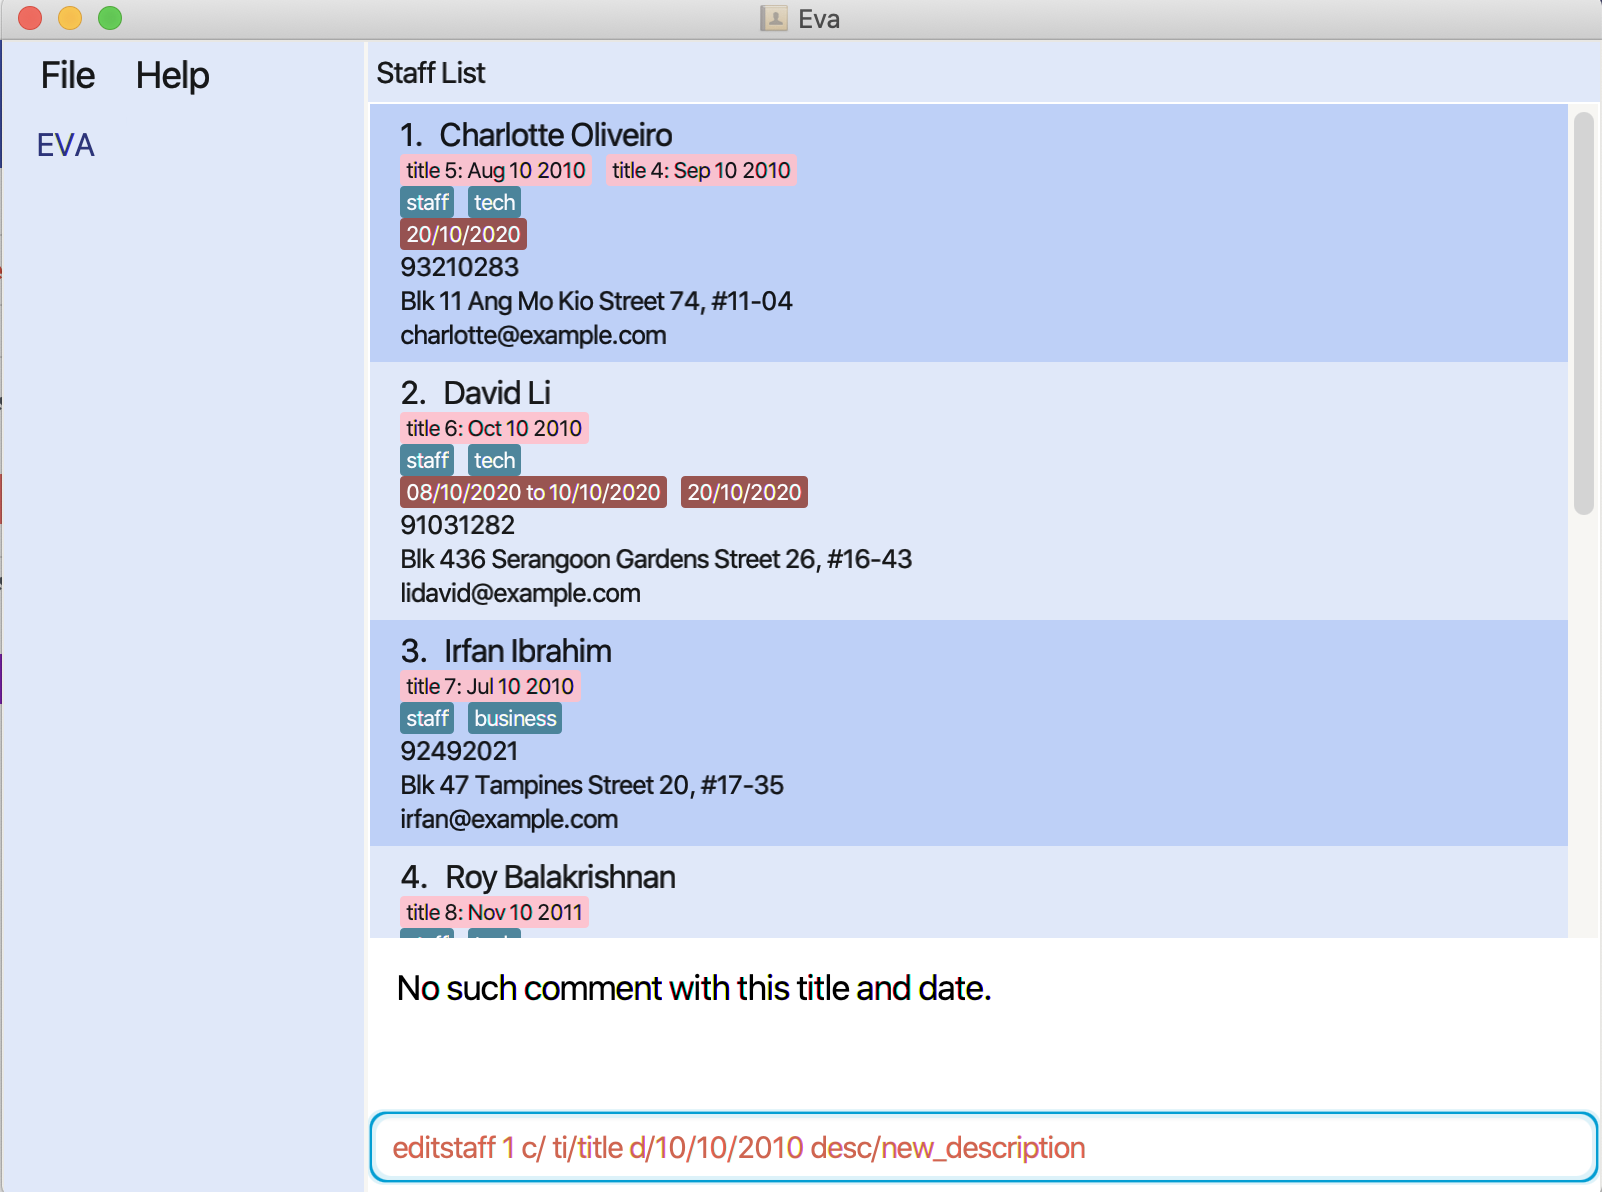 Eva
File Help
EVA
Staff List
1. Charlotte Oliveiro
title 5: Aug 10 2010 title 4: Sep 10 2010
staff tech
20/10/2020
93210283
Blk 11 Ang Mo Kio Street 74, #11-04
charlotte@example.com
2. David Li
title 6: Oct 10 2010
staff tech
08/10/2020 to 10/10/2020 20/10/2020
91031282
Blk 436 Serangoon Gardens Street 26, #16-43
lidavid@example.com
3. Irfan Ibrahim
title 7: Jul 10 2010
staff business
92492021
Blk 47 Tampines Street 20, #17-35
irfan@example.com
4. Roy Balakrishnan
title 8: Nov 10 2011
No such comment with this title and date.
editstaff 1 c/ ti/title d/10/10/2010 desc/new_description